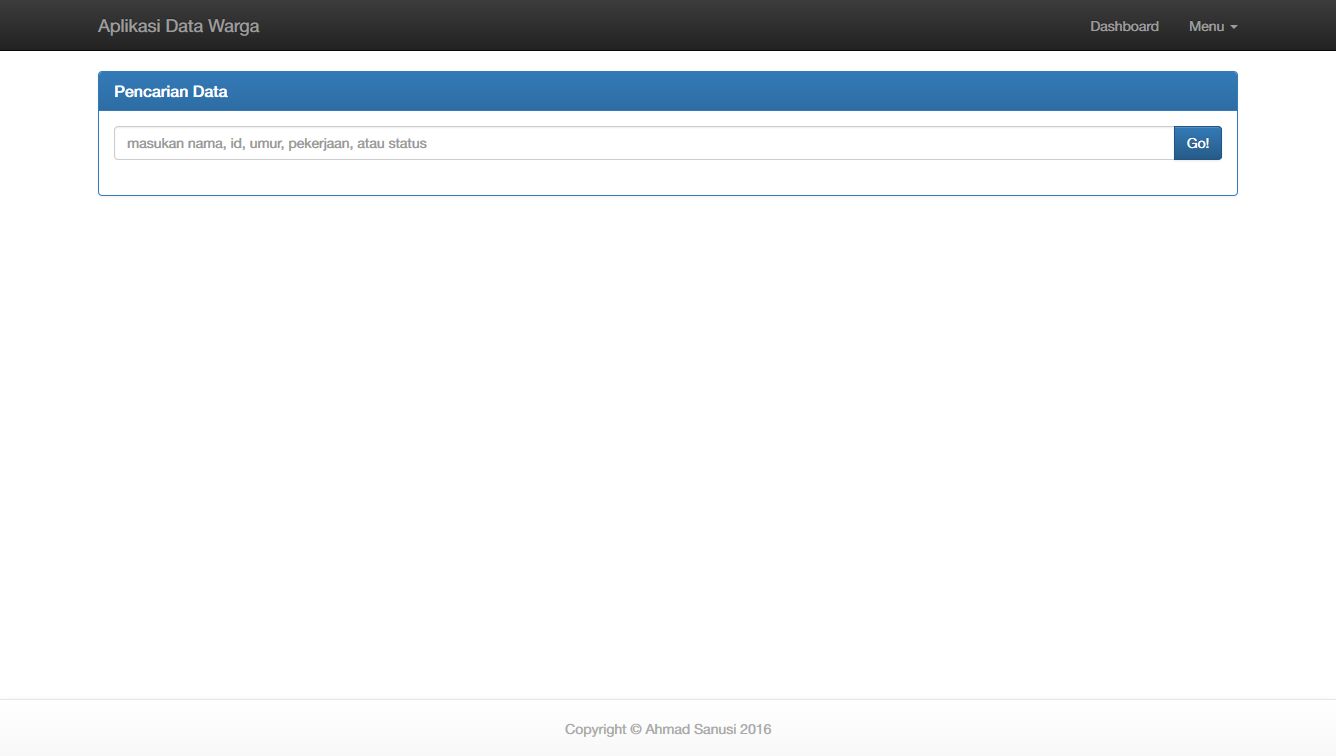 Aplikasi Data Warga
Dashboard
Menu
Pencarian Data
masukan nama, id, umur, pekerjaan, atau status
Go!
Copyright © Ahmad Sanusi 2016